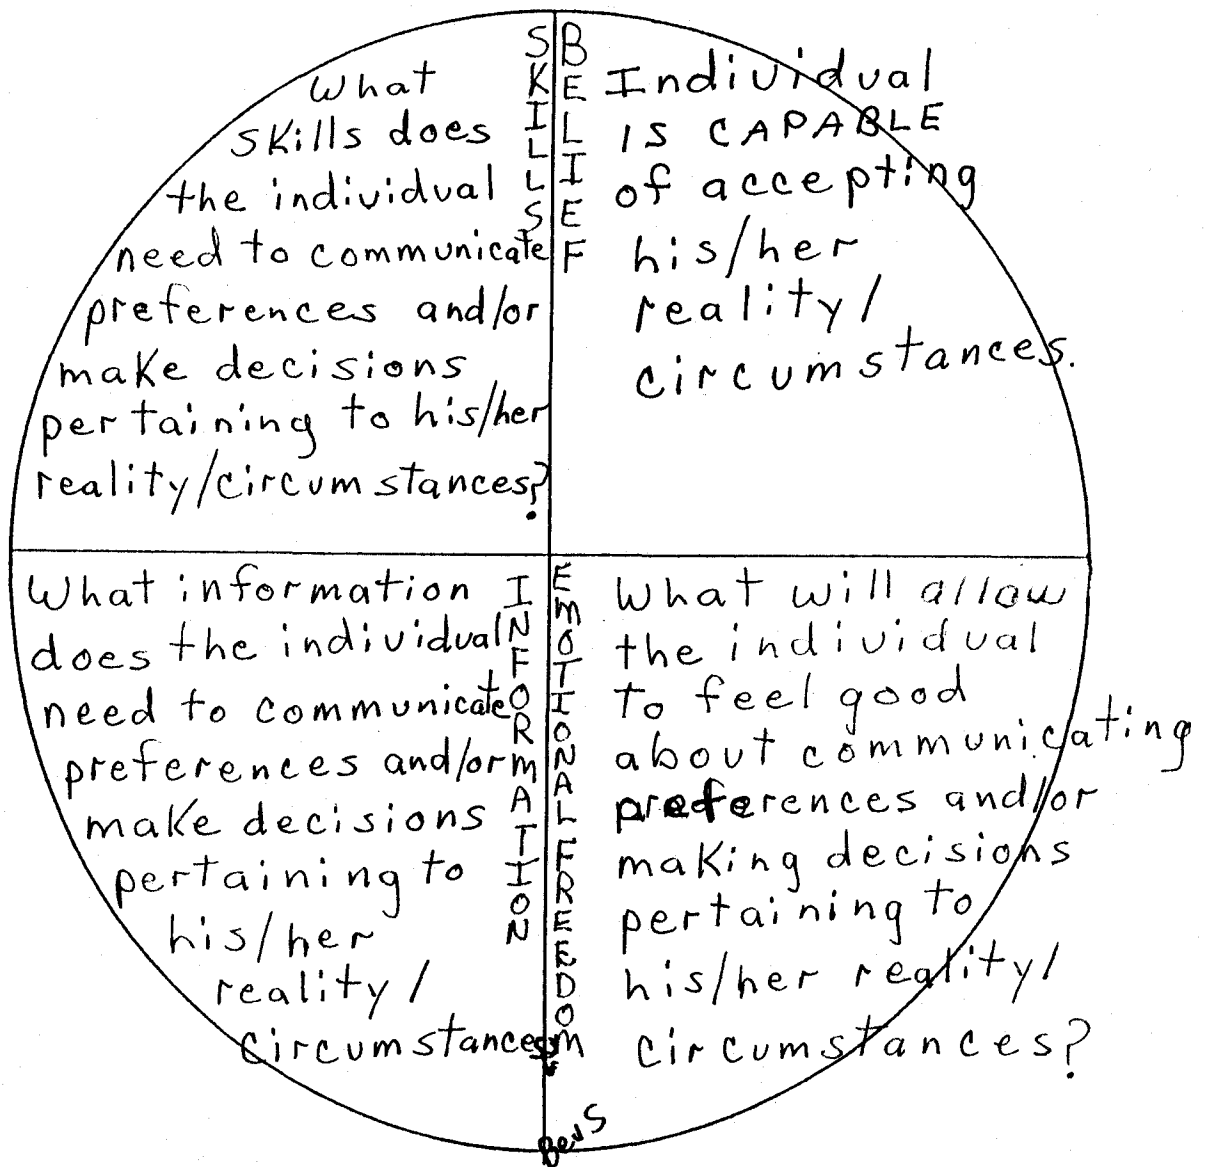 SKILLS
What
skills does
the individual
need to communicate
preferences and/or
make decisions
pertaining to his/her
reality/circumstances?
BELIEF
Individual
IS CAPABLE
of accepting
his/her
reality/
circumstances.
INFORMATION
What information
does the individual
need to communicate
preferences and/or
make decisions
pertaining to
his/her
reality/
circumstances?
EMOTIONAL FREEDOM
What will allow
the individual
to feel good
about communicating
preferences and/or
making decisions
pertaining to
his/her reality/
circumstances?
BevS